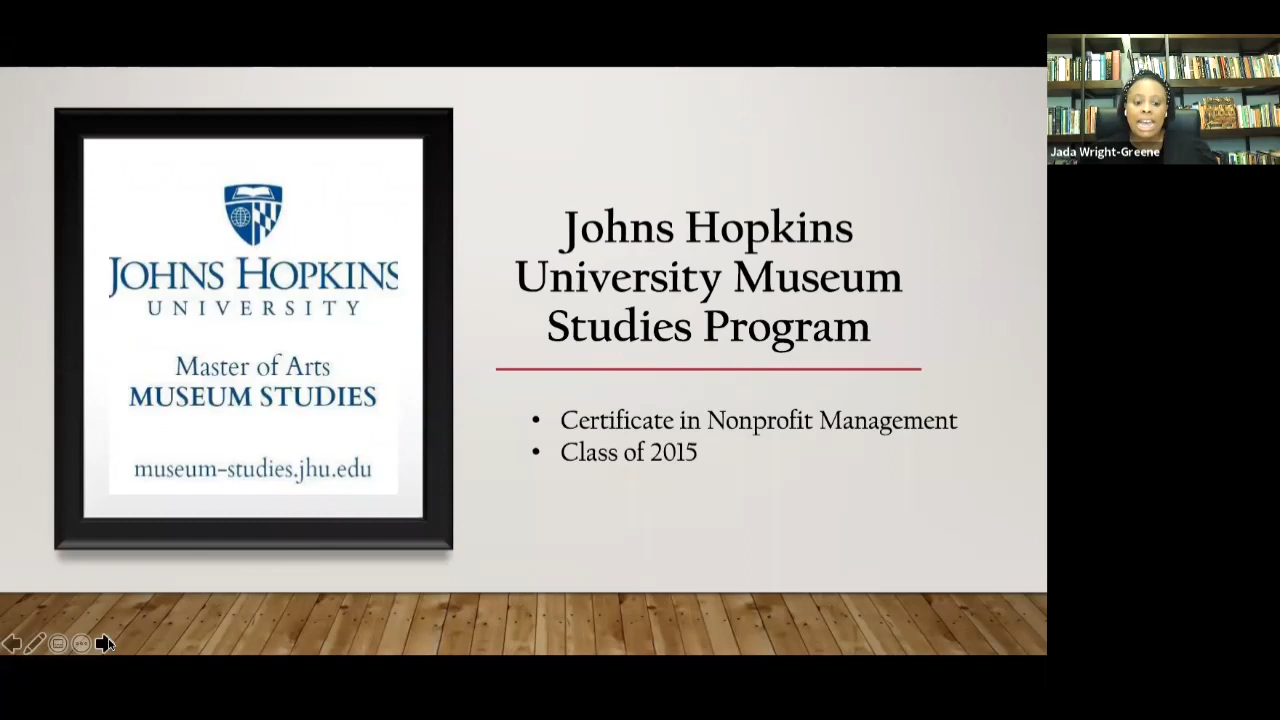 JOHNS HOPKINS
UNIVERSITY
Master of Arts
MUSEUM STUDIES
museum-studies.jhu.edu
Johns Hopkins
University Museum
Studies Program
• Certificate in Nonprofit Management
• Class of 2015
Jada Wright-Greene